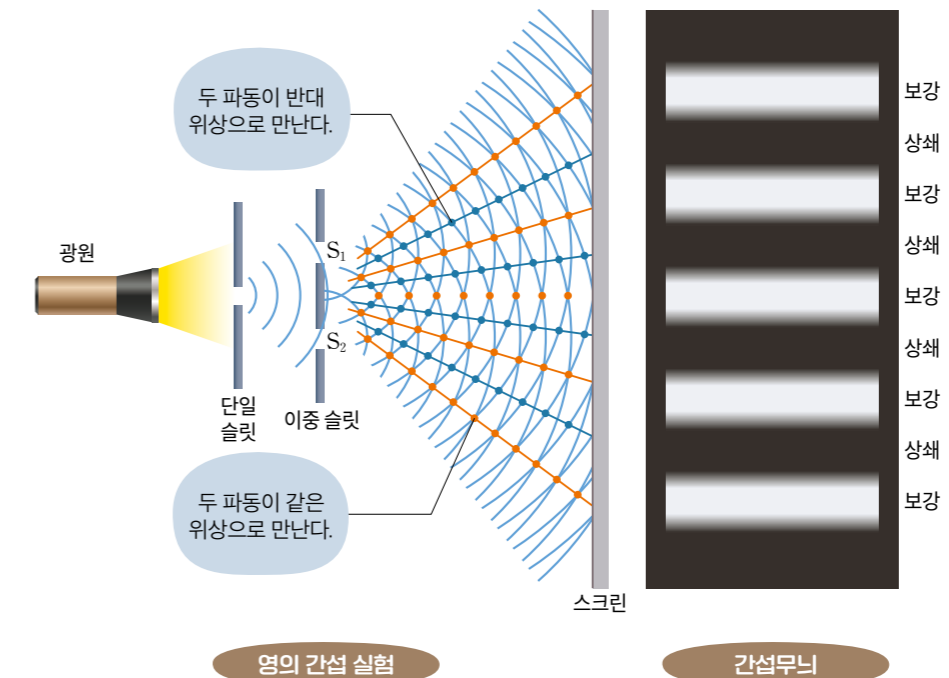 두 파동이 반대
위상으로 만난다.
광원
S₁
S₂
단일
슬릿
이중 슬릿
두 파동이 같은
위상으로 만난다.
스크린
보강
상쇄
보강
상쇄
보강
상쇄
보강
상쇄
보강
영의 간섭 실험
간섭무늬